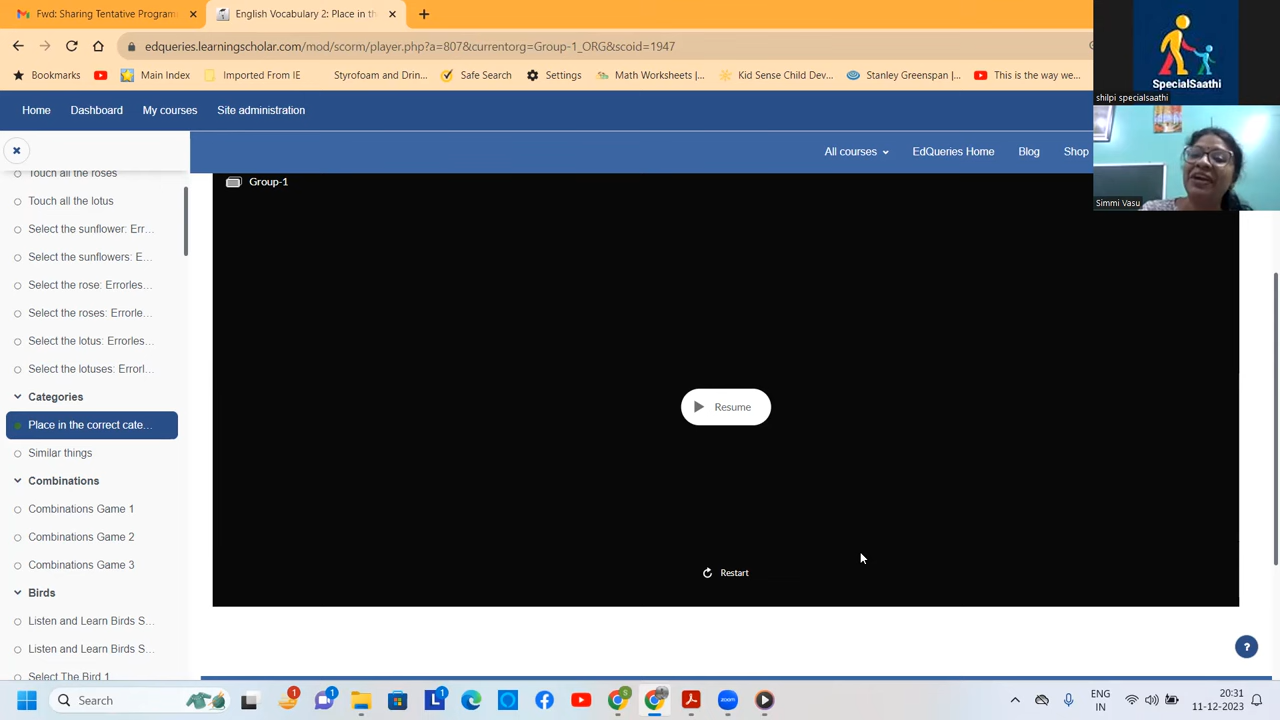 Fwd: Sharing Tentative Program
English Vocabulary 2: Place in th
edqueries.learningscholar.com/mod/scorm/player.php?a=807&currentorg=Group-1_ORG&scoid=1947
Bookmarks
Main Index
Imported From IE
Styrofoam and Drin...
Safe Search
Settings
Math Worksheets |...
Kid Sense Child Dev...
Stanley Greenspan |...
This is the way we...
SpecialSaathi
shilpi specialsaathi
Simmi Vasu
Home
Dashboard
My courses
Site administration
All courses
EdQueries Home
Blog
Shop
Touch all the roses
Touch all the lotus
Select the sunflower: Err...
Select the sunflowers: E...
Select the rose: Errorles...
Select the roses: Errorle...
Select the lotus: Errorles...
Select the lotuses: Errorl...
Categories
Place in the correct cate...
Similar things
Combinations
Combinations Game 1
Combinations Game 2
Combinations Game 3
Birds
Listen and Learn Birds S...
Listen and Learn Birds S...
Select The Bird 1
Group-1
Resume
Restart
?
Search
1
1
1
ENG
IN
20:31
11-12-2023